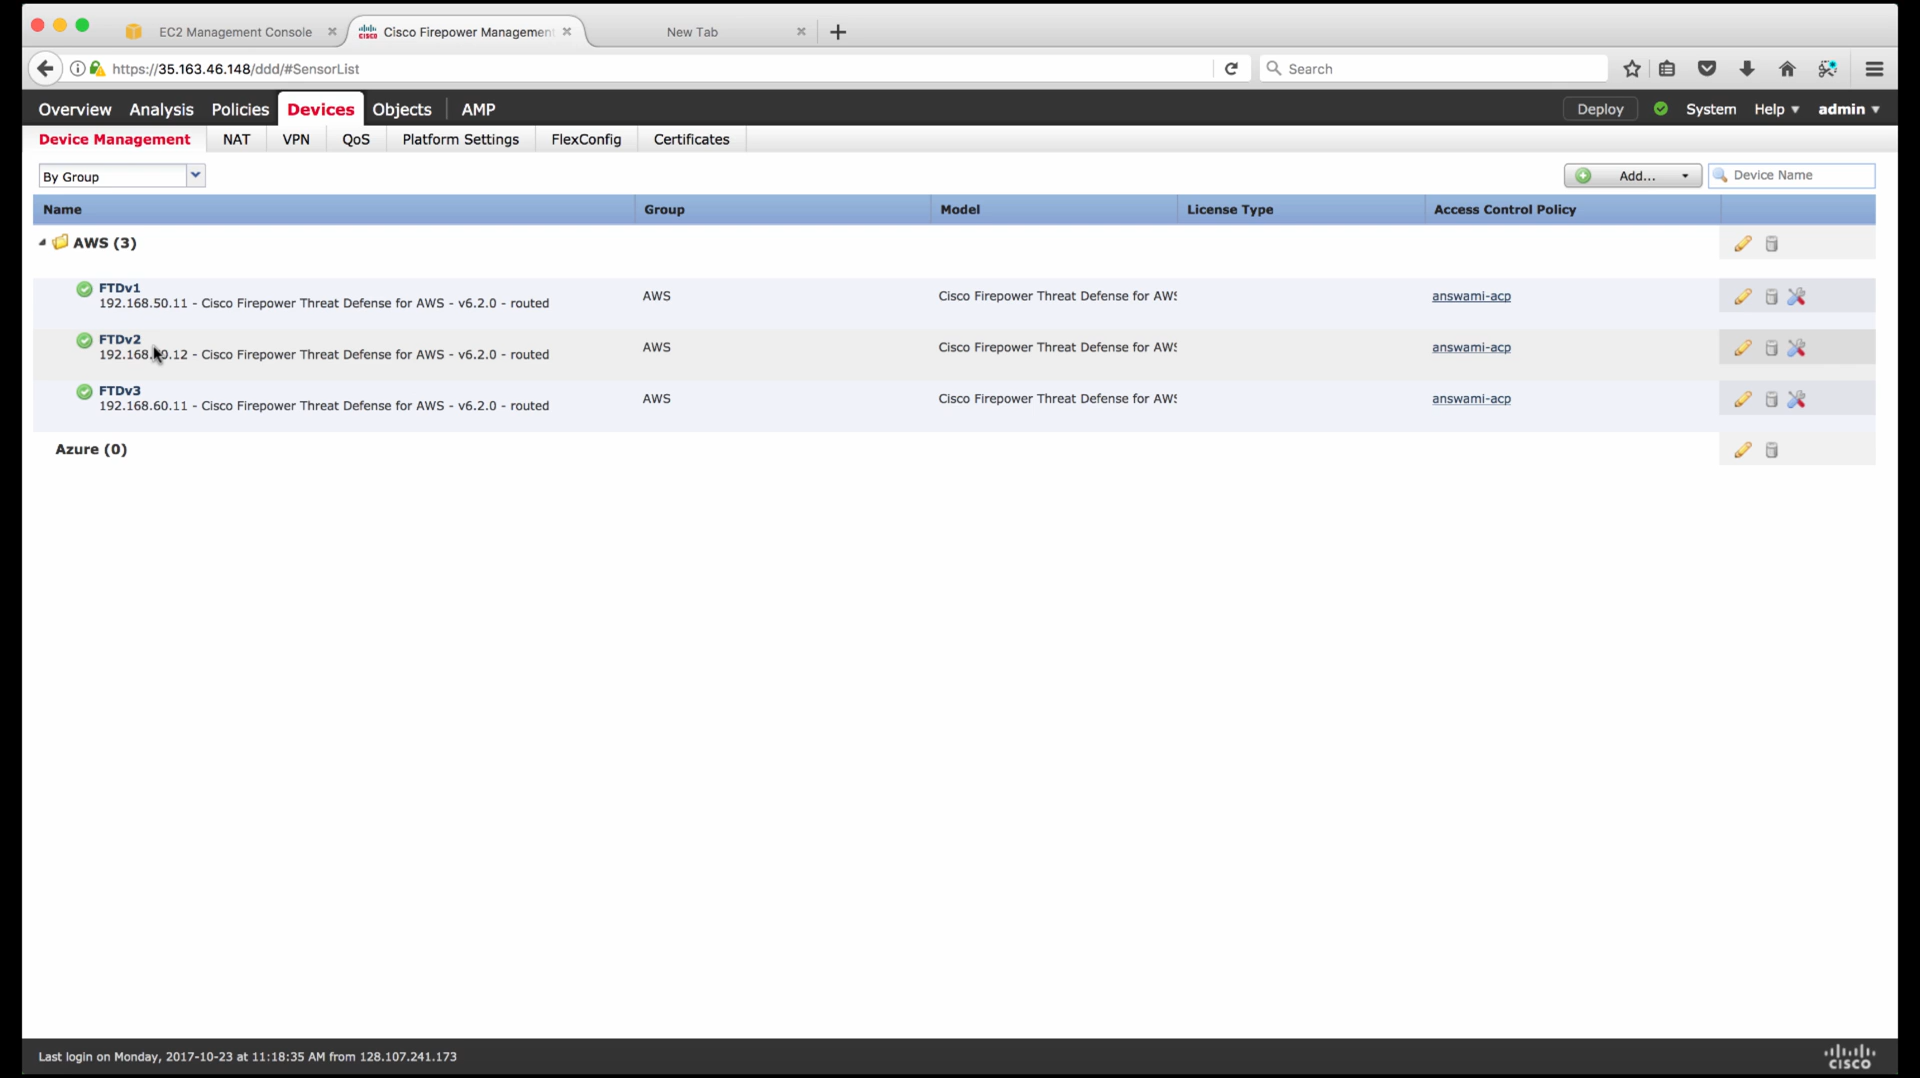 EC2 Management Console
Cisco Firepower Management
New Tab
https://35.163.46.148/ddd/#SensorList
Search
Overview Analysis Policies Devices Objects AMP
Deploy System Help admin
Device Management NAT VPN QoS Platform Settings FlexConfig Certificates
By Group
Add...
Device Name
Name Group Model License Type Access Control Policy
AWS (3)
FTDv1
192.168.50.11 - Cisco Firepower Threat Defense for AWS - v6.2.0 - routed
AWS
Cisco Firepower Threat Defense for AWS
answami-acp
FTDv2
192.168. 0.12 - Cisco Firepower Threat Defense for AWS - v6.2.0 - routed
AWS
Cisco Firepower Threat Defense for AWS
answami-acp
FTDv3
192.168.60.11 - Cisco Firepower Threat Defense for AWS - v6.2.0 - routed
AWS
Cisco Firepower Threat Defense for AWS
answami-acp
Azure (0)
Last login on Monday, 2017-10-23 at 11:18:35 AM from 128.107.241.173
CISCO